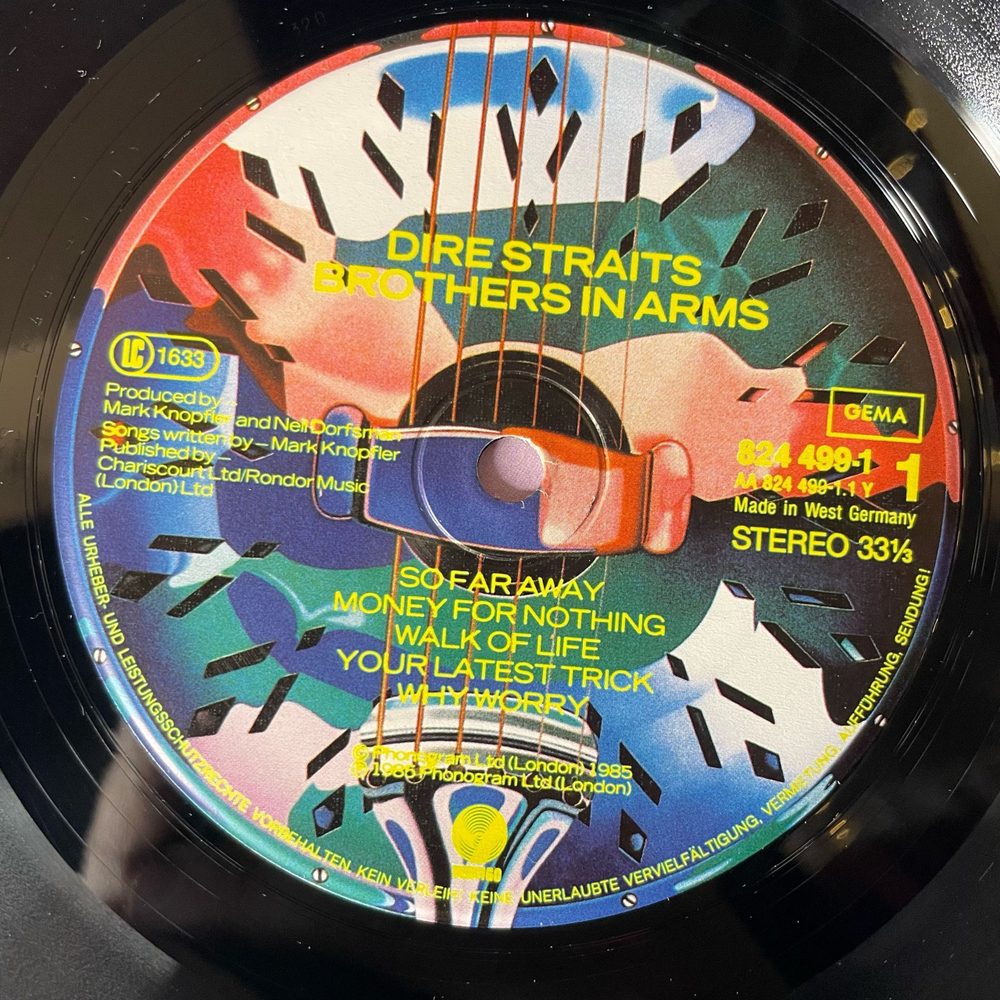 DIRE STRAITS
BROTHERS IN ARMS
LC 1633
Produced by –
Mark Knopfler and Neil Dorfsman
Songs written by – Mark Knopfler
Published by –
Chariscourt Ltd/Rondor Music
(London) Ltd
GEMA
824 499-1 1
AA 824 499-1.1 Y
Made in West Germany
STEREO 33⅓
SO FAR AWAY
MONEY FOR NOTHING
WALK OF LIFE
YOUR LATEST TRICK
WHY WORRY
℗ Phonogram Ltd (London) 1985
© 1985 Phonogram Ltd (London)
VERTIGO
ALLE URHEBER- UND LEISTUNGSSCHUTZRECHTE VORBEHALTEN. KEIN VERLEIH! KEINE UNERLAUBTE VERVIELFÄLTIGUNG, VERMIETUNG, AUFFÜHRUNG, SENDUNG!